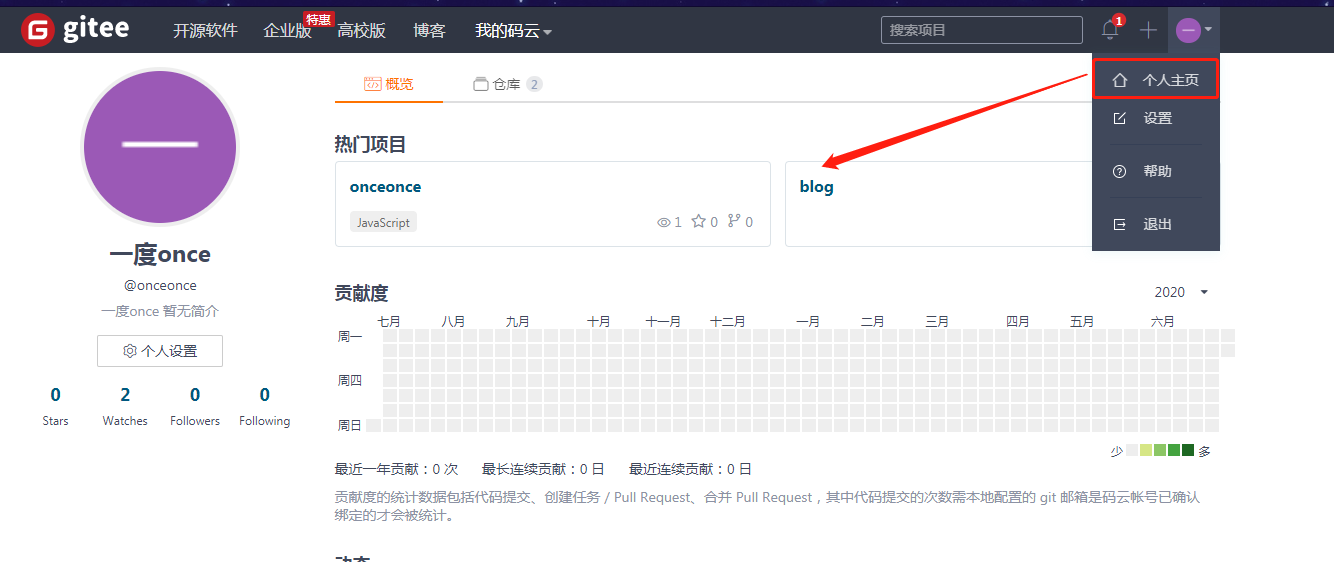 gitee 开源软件 企业版 特惠 高校版 博客 我的码云 搜索项目 1
个人主页
设置
帮助
退出
概览 仓库 2
热门项目
onceonce
JavaScript 1 0 0
blog
一度once
@onceonce
一度once 暂无简介
个人设置
0 2 0 0
Stars Watches Followers Following
贡献度 2020
七月 八月 九月 十月 十一月 十二月 一月 二月 三月 四月 五月 六月
周一
周四
周日
少 多
最近一年贡献：0 次 最长连续贡献：0 日 最近连续贡献：0 日
贡献度的统计数据包括代码提交、创建任务 / Pull Request、合并 Pull Request，其中代码提交的次数需本地配置的 git 邮箱是码云帐号已确认
绑定的才会被统计。
动态